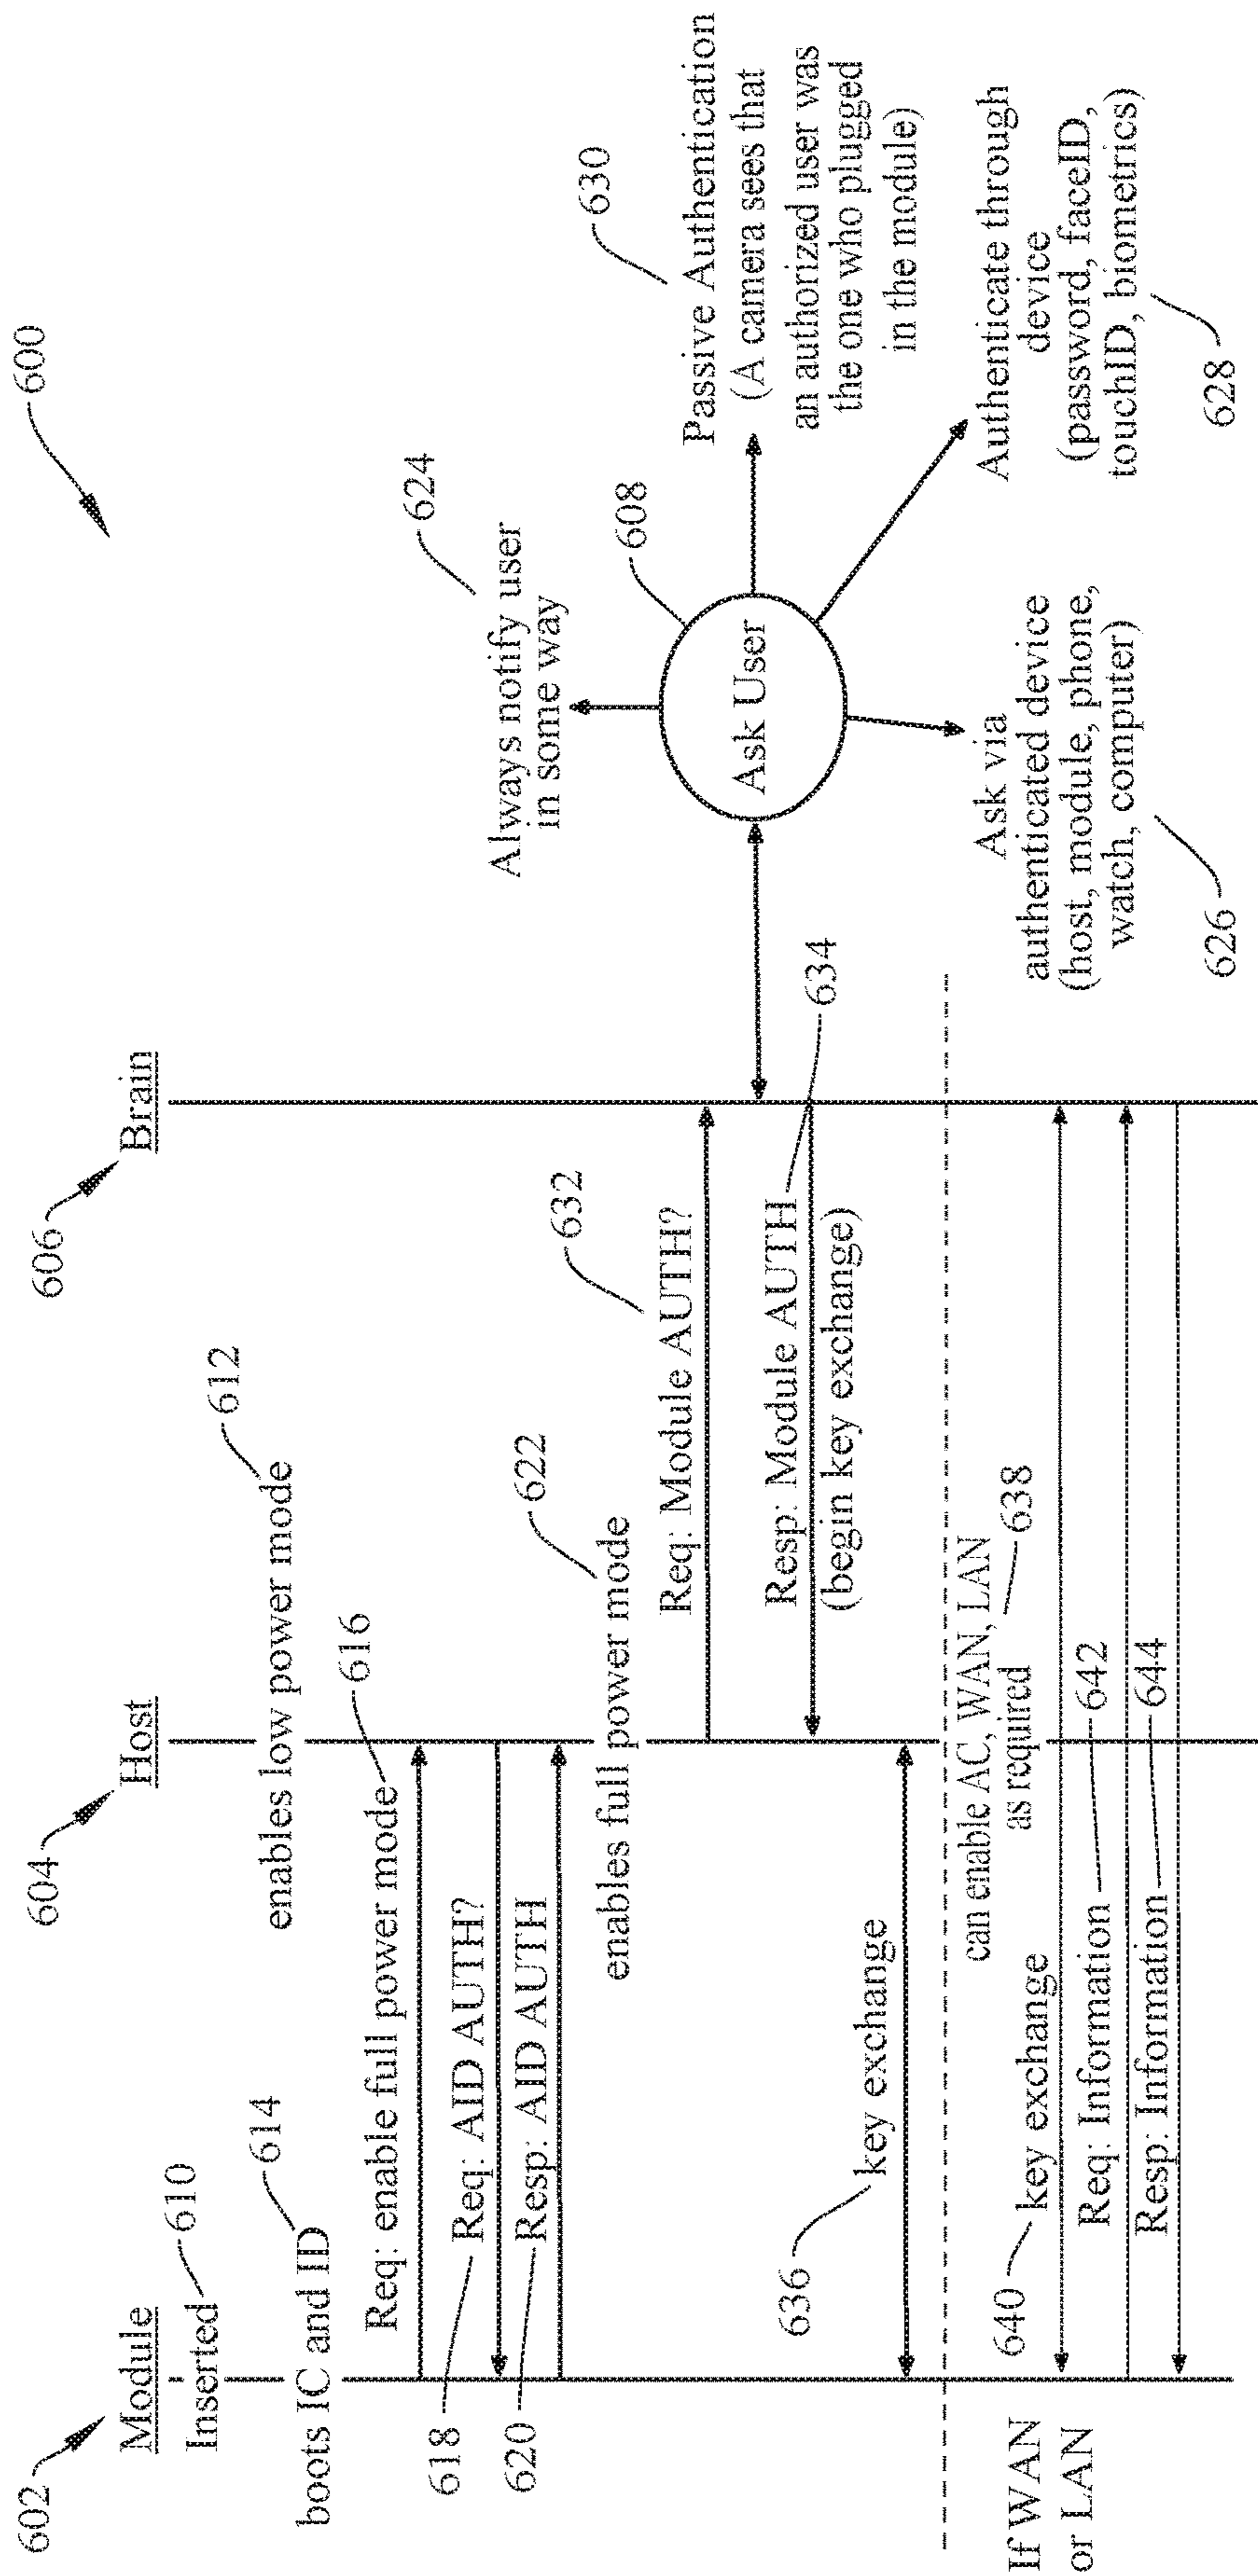 600
602
Module
604
Host
606
Brain
Inserted
610
enables low power mode
612
boots IC and ID
614
Req: enable full power mode
616
618
Req: AID AUTH?
620
Resp: AID AUTH
enables full power mode
622
Always notify user
in some way
624
Req: Module AUTH?
632
Ask User
608
Passive Authentication
(A camera sees that
an authorized user was
the one who plugged
in the module)
630
Resp: Module AUTH
(begin key exchange)
634
636
key exchange
can enable AC, WAN, LAN
as required
638
Ask via
authenticated device
(host, module, phone,
watch, computer)
626
Authenticate through
device
(password, faceID,
touchID, biometrics)
628
If WAN
or LAN
640
key exchange
Req: Information
642
Resp: Information
644